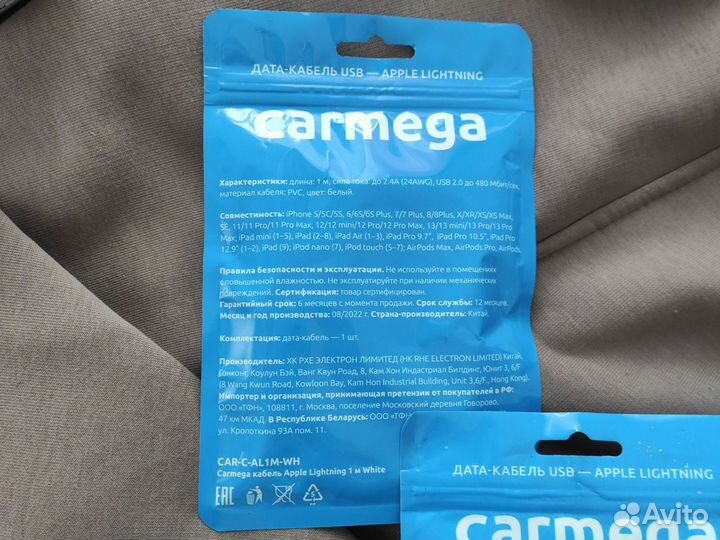 ДАТА-КАБЕЛЬ USB — APPLE LIGHTNING
carmega
Характеристики: длина: 1 м, сила тока: до 2.4А (24AWG), USB 2.0 до 480 Мбит/сек,
материал кабеля: PVC, цвет: белый.
Совместимость: iPhone 5/5C/5S, 6/6S/6S Plus, 7/7 Plus, 8/8Plus, X/XR/XS/XS Max,
SE, 11/11 Pro/11 Pro Max, 12/12 mini/12 Pro/12 Pro Max, 13/13 mini/13 Pro/13 Pro
Max; iPad mini (1–5), iPad (2–8), iPad Air (1–3), iPad Pro 9.7", iPad Pro 10.5", iPad Pro
12.9" (1–2), iPad (9); iPod nano (7), iPod touch (5–7); AirPods Max, AirPods Pro, AirPods.
Правила безопасности и эксплуатации. Не используйте в помещениях
с повышенной влажностью. Не эксплуатируйте при наличии механических
повреждений. Сертификация: товар сертифицирован.
Гарантийный срок: 6 месяцев с момента продажи. Срок службы: 12 месяцев.
Месяц и год производства: 08/2022 г. Страна-производитель: Китай.
Комплектация: дата-кабель — 1 шт.
Производитель: ХК РХЕ ЭЛЕКТРОН ЛИМИТЕД (HK RHE ELECTRON LIMITED) Китай,
Гонконг, Коулун Бэй, Ванг Квун Роад, 8, Кам Хон Индастриал Билдинг, Юнит 3, 6/F
(8 Wang Kwun Road, Kowloon Bay, Kam Hon Industrial Building, Unit 3,6/F., Hong Kong).
Импортер и организация, принимающая претензии от покупателей в РФ:
ООО «ТФН», 108811, г. Москва, поселение Московский деревня Говорово,
47 км МКАД. В Республике Беларусь: ООО «ТФН»
ул. Кропоткина 93А пом. 11.
CAR-C-AL1M-WH
Carmega кабель Apple Lightning 1 м White
EAC
5
ДАТА-КАБЕЛЬ USB — APPLE LIGHTNING
carmega
Avito